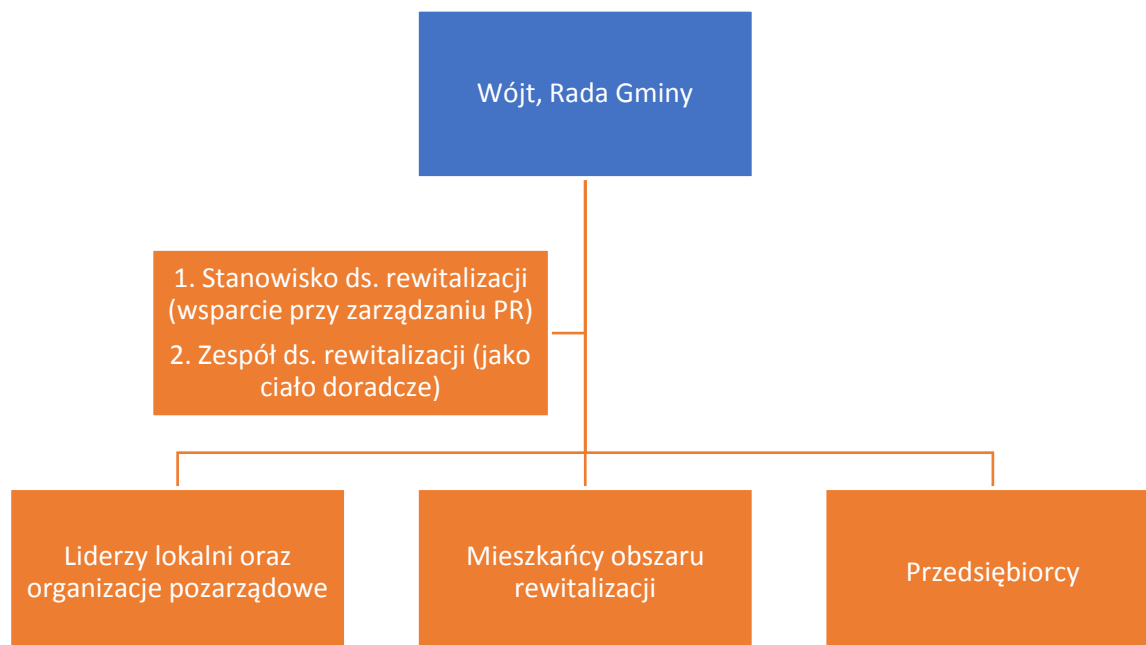 Wójt, Rada Gminy
1. Stanowisko ds. rewitalizacji
(wsparcie przy zarządzaniu PR)
2. Zespół ds. rewitalizacji (jako
ciało doradcze)
Liderzy lokalni oraz
organizacje pozarządowe
Mieszkańcy obszaru
rewitalizacji
Przedsiębiorcy